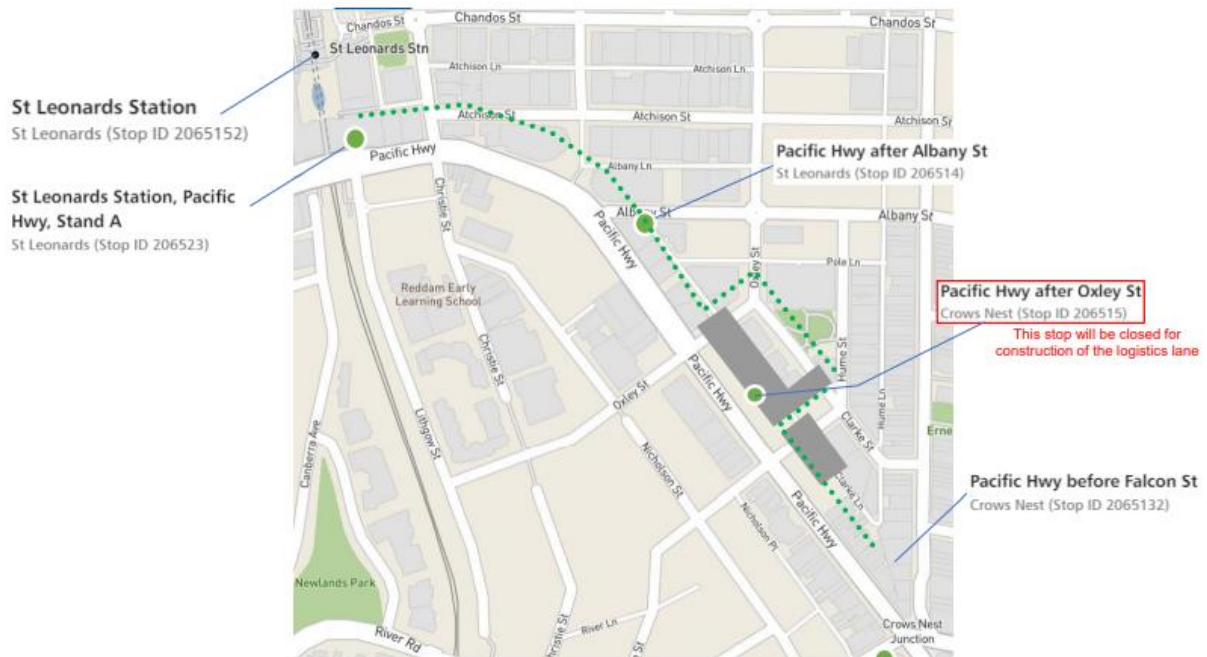 Chandos St
Chandos St
Chandos St
St Leonards Stn
Atchison Ln
Atchison Ln
St Leonards Station
St Leonards (Stop ID 2065152)
Atchison St
Atchison St
Atchison St
Pacific Hwy
Pacific Hwy after Albany St
St Leonards (Stop ID 206514)
Albany Ln
St Leonards Station, Pacific
Hwy, Stand A
St Leonards (Stop ID 206523)
Christie St
Albany St
Albany St
Pacific Hwy
Oxley St
Pole Ln
Reddam Early
Learning School
Pacific Hwy after Oxley St
Crows Nest (Stop ID 206515)
This stop will be closed for
construction of the logistics lane
Christie St
Hume St
Pacific Hwy
Oxley St
Hume Ln
Lithgow St
Clarke St
Erne
Canberra Ave
Nicholson St
Clarke Ln
Pacific Hwy before Falcon St
Crows Nest (Stop ID 2065132)
Pacific Hwy
Nicholson Pl
Newlands Park
River Ln
Christie St
Crows Nest
Junction
River Rd